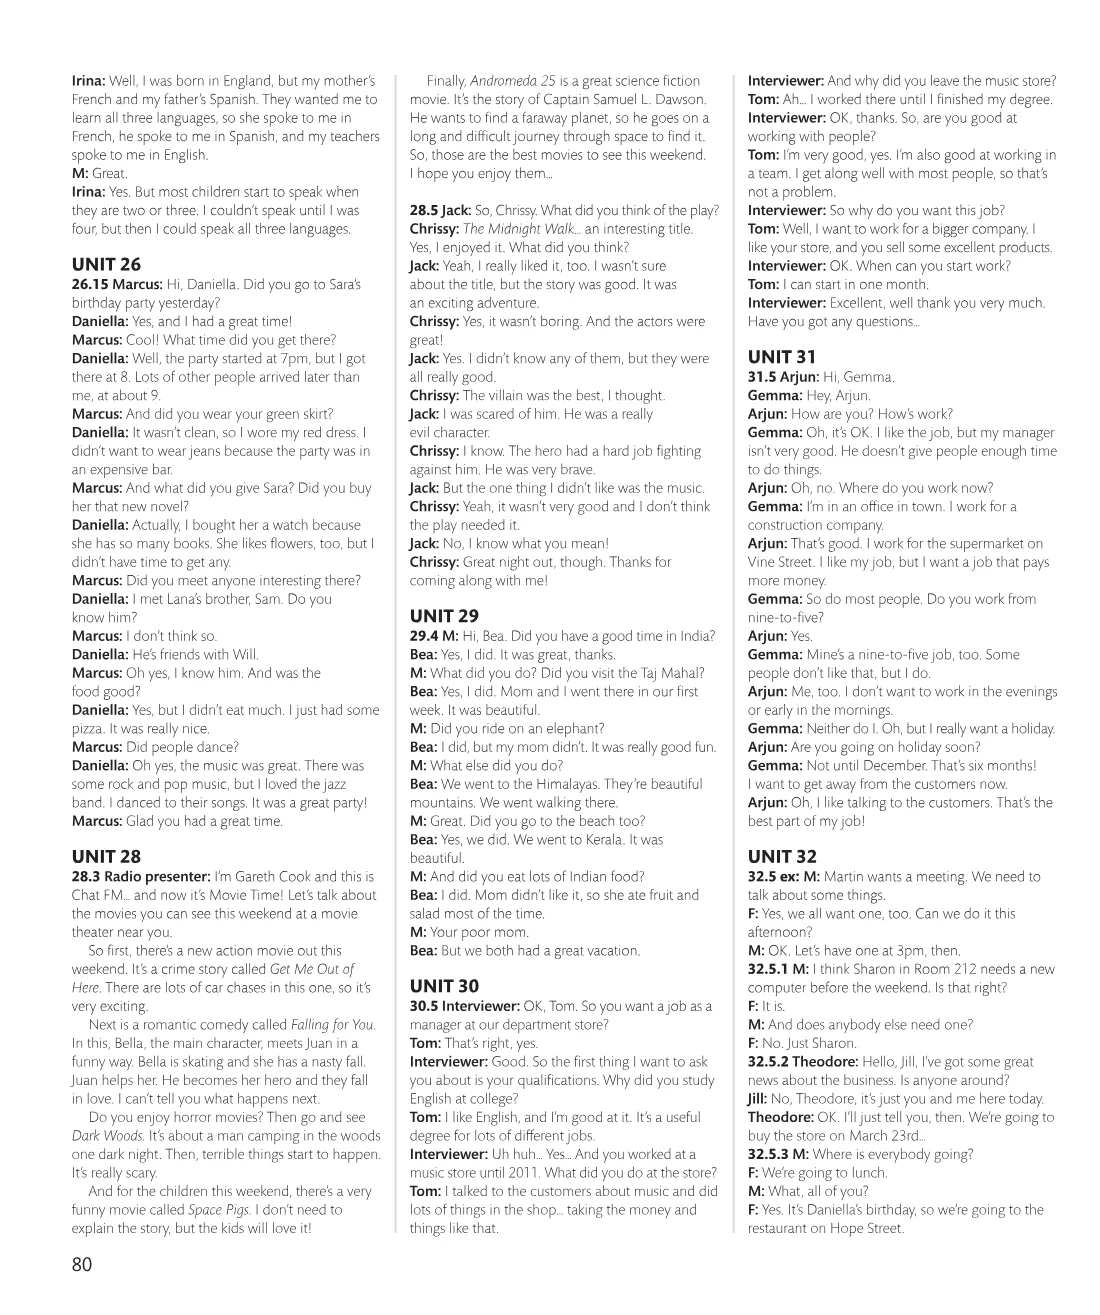 Irina: Well, I was born in England, but my mother's
French and my father's Spanish. They wanted me to
learn all three languages, so she spoke to me in
French, he spoke to me in Spanish, and my teachers
spoke to me in English.
M: Great.
Irina: Yes. But most children start to speak when
they are two or three. I couldn't speak until I was
four, but then I could speak all three languages.
UNIT 26
26.15 Marcus: Hi, Daniella. Did you go to Sara's
birthday party yesterday?
Daniella: Yes, and I had a great time!
Marcus: Cool! What time did you get there?
Daniella: Well, the party started at 7pm, but I got
there at 8. Lots of other people arrived later than
me, at about 9.
Marcus: And did you wear your green skirt?
Daniella: It wasn't clean, so I wore my red dress. I
didn't want to wear jeans because the party was in
an expensive bar.
Marcus: And what did you give Sara? Did you buy
her that new novel?
Daniella: Actually, I bought her a watch because
she has so many books. She likes flowers, too, but I
didn't have time to get any.
Marcus: Did you meet anyone interesting there?
Daniella: I met Lana's brother, Sam. Do you
know him?
Marcus: I don't think so.
Daniella: He's friends with Will.
Marcus: Oh yes, I know him. And was the
food good?
Daniella: Yes, but I didn't eat much. I just had some
pizza. It was really nice.
Marcus: Did people dance?
Daniella: Oh yes, the music was great. There was
some rock and pop music, but I loved the jazz
band. I danced to their songs. It was a great party!
Marcus: Glad you had a great time.
UNIT 28
28.3 Radio presenter: I'm Gareth Cook and this is
Chat FM… and now it's Movie Time! Let's talk about
the movies you can see this weekend at a movie
theater near you.
So first, there's a new action movie out this
weekend. It's a crime story called Get Me Out of
Here. There are lots of car chases in this one, so it's
very exciting.
Next is a romantic comedy called Falling for You.
In this, Bella, the main character, meets Juan in a
funny way. Bella is skating and she has a nasty fall.
Juan helps her. He becomes her hero and they fall
in love. I can't tell you what happens next.
Do you enjoy horror movies? Then go and see
Dark Woods. It's about a man camping in the woods
one dark night. Then, terrible things start to happen.
It's really scary.
And for the children this weekend, there's a very
funny movie called Space Pigs. I don't need to
explain the story, but the kids will love it!
Finally, Andromeda 25 is a great science fiction
movie. It's the story of Captain Samuel L. Dawson.
He wants to find a faraway planet, so he goes on a
long and difficult journey through space to find it.
So, those are the best movies to see this weekend.
I hope you enjoy them…
28.5 Jack: So, Chrissy. What did you think of the play?
Chrissy: The Midnight Walk… an interesting title.
Yes, I enjoyed it. What did you think?
Jack: Yeah, I really liked it, too. I wasn't sure
about the title, but the story was good. It was
an exciting adventure.
Chrissy: Yes, it wasn't boring. And the actors were
great!
Jack: Yes. I didn't know any of them, but they were
all really good.
Chrissy: The villain was the best, I thought.
Jack: I was scared of him. He was a really
evil character.
Chrissy: I know. The hero had a hard job fighting
against him. He was very brave.
Jack: But the one thing I didn't like was the music.
Chrissy: Yeah, it wasn't very good and I don't think
the play needed it.
Jack: No, I know what you mean!
Chrissy: Great night out, though. Thanks for
coming along with me!
UNIT 29
29.4 M: Hi, Bea. Did you have a good time in India?
Bea: Yes, I did. It was great, thanks.
M: What did you do? Did you visit the Taj Mahal?
Bea: Yes, I did. Mom and I went there in our first
week. It was beautiful.
M: Did you ride on an elephant?
Bea: I did, but my mom didn't. It was really good fun.
M: What else did you do?
Bea: We went to the Himalayas. They're beautiful
mountains. We went walking there.
M: Great. Did you go to the beach too?
Bea: Yes, we did. We went to Kerala. It was
beautiful.
M: And did you eat lots of Indian food?
Bea: I did. Mom didn't like it, so she ate fruit and
salad most of the time.
M: Your poor mom.
Bea: But we both had a great vacation.
UNIT 30
30.5 Interviewer: OK, Tom. So you want a job as a
manager at our department store?
Tom: That's right, yes.
Interviewer: Good. So the first thing I want to ask
you about is your qualifications. Why did you study
English at college?
Tom: I like English, and I'm good at it. It's a useful
degree for lots of different jobs.
Interviewer: Uh huh… Yes… And you worked at a
music store until 2011. What did you do at the store?
Tom: I talked to the customers about music and did
lots of things in the shop… taking the money and
things like that.
Interviewer: And why did you leave the music store?
Tom: Ah… I worked there until I finished my degree.
Interviewer: OK, thanks. So, are you good at
working with people?
Tom: I'm very good, yes. I'm also good at working in
a team. I get along well with most people, so that's
not a problem.
Interviewer: So why do you want this job?
Tom: Well, I want to work for a bigger company. I
like your store, and you sell some excellent products.
Interviewer: OK. When can you start work?
Tom: I can start in one month.
Interviewer: Excellent, well thank you very much.
Have you got any questions…
UNIT 31
31.5 Arjun: Hi, Gemma.
Gemma: Hey, Arjun.
Arjun: How are you? How's work?
Gemma: Oh, it's OK. I like the job, but my manager
isn't very good. He doesn't give people enough time
to do things.
Arjun: Oh, no. Where do you work now?
Gemma: I'm in an office in town. I work for a
construction company.
Arjun: That's good. I work for the supermarket on
Vine Street. I like my job, but I want a job that pays
more money.
Gemma: So do most people. Do you work from
nine-to-five?
Arjun: Yes.
Gemma: Mine's a nine-to-five job, too. Some
people don't like that, but I do.
Arjun: Me, too. I don't want to work in the evenings
or early in the mornings.
Gemma: Neither do I. Oh, but I really want a holiday.
Arjun: Are you going on holiday soon?
Gemma: Not until December. That's six months!
I want to get away from the customers now.
Arjun: Oh, I like talking to the customers. That's the
best part of my job!
UNIT 32
32.5 ex: M: Martin wants a meeting. We need to
talk about some things.
F: Yes, we all want one, too. Can we do it this
afternoon?
M: OK. Let's have one at 3pm, then.
32.5.1 M: I think Sharon in Room 212 needs a new
computer before the weekend. Is that right?
F: It is.
M: And does anybody else need one?
F: No. Just Sharon.
32.5.2 Theodore: Hello, Jill, I've got some great
news about the business. Is anyone around?
Jill: No, Theodore, it's just you and me here today.
Theodore: OK. I'll just tell you, then. We're going to
buy the store on March 23rd…
32.5.3 M: Where is everybody going?
F: We're going to lunch.
M: What, all of you?
F: Yes. It's Daniella's birthday, so we're going to the
restaurant on Hope Street.
80